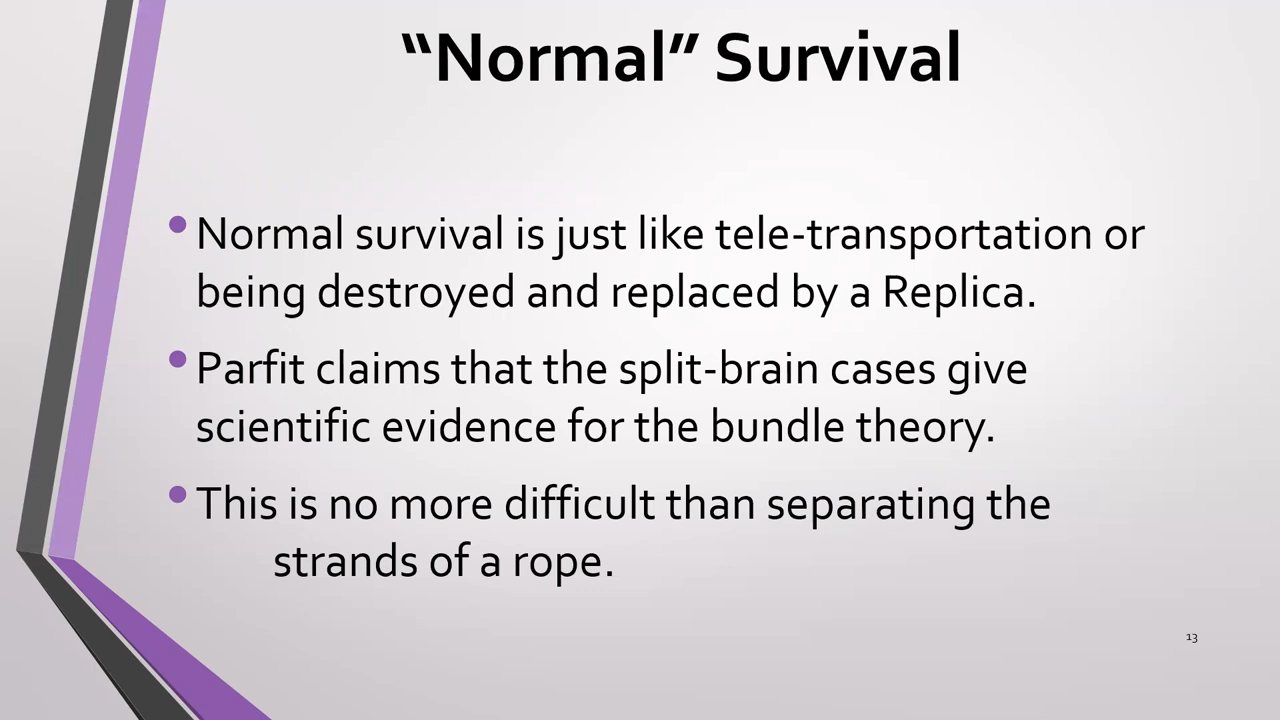 “Normal” Survival
• Normal survival is just like tele-transportation or
being destroyed and replaced by a Replica.
• Parfit claims that the split-brain cases give
scientific evidence for the bundle theory.
• This is no more difficult than separating the
strands of a rope.
13